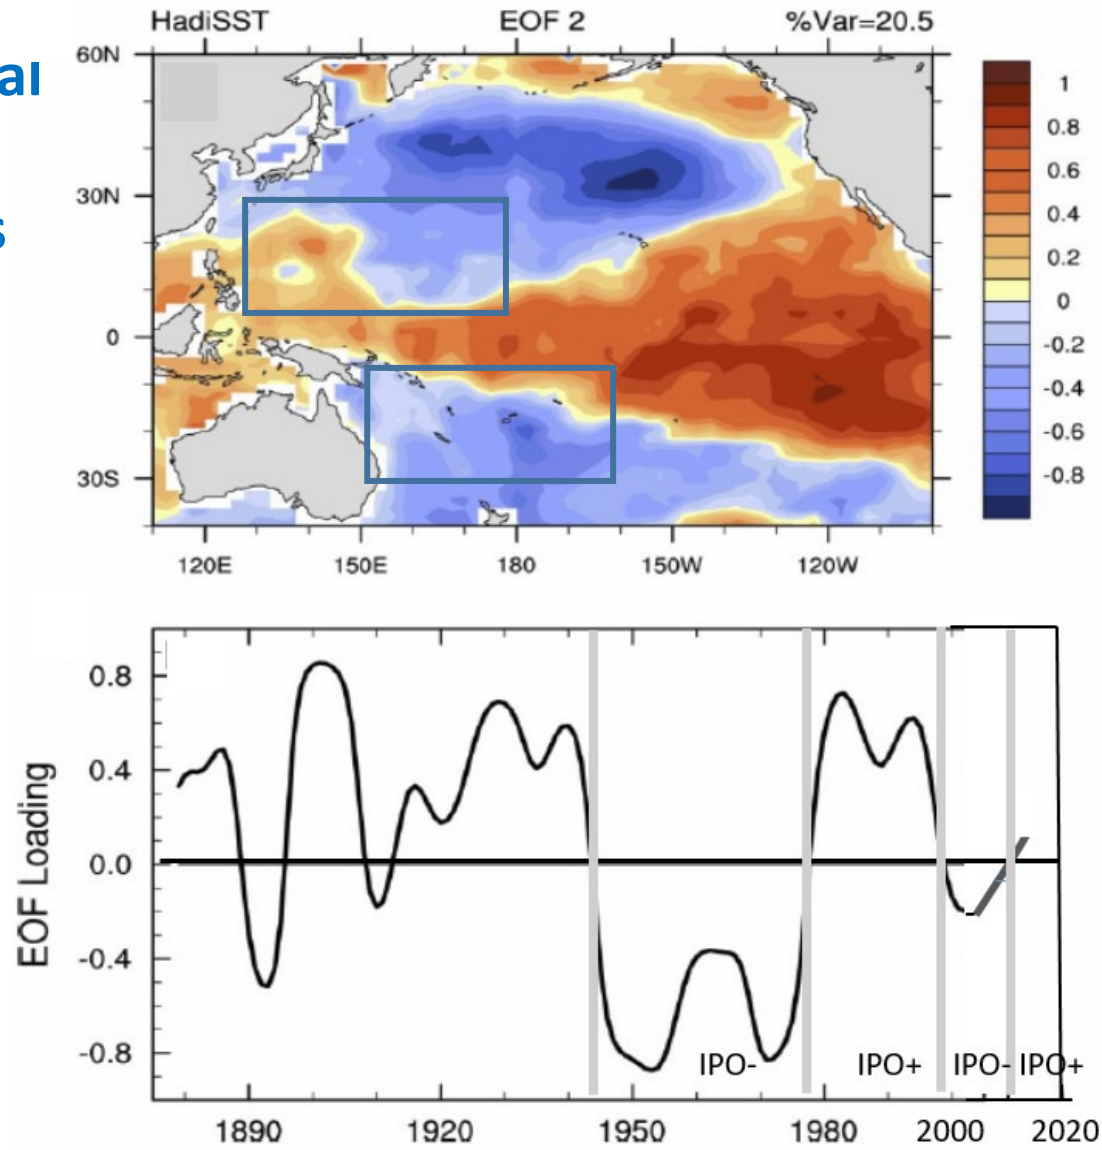 al
s
HadISST EOF 2 %Var=20.5
60N
30N
0
30S
120E 150E 180 150W 120W
1
0.8
0.6
0.4
0.2
0
-0.2
-0.4
-0.6
-0.8
EOF Loading
0.8
0.4
0.0
-0.4
-0.8
IPO- IPO+ IPO- IPO+
1890 1920 1950 1980 2000 2020